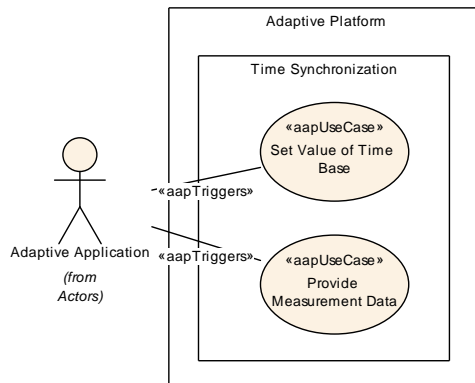 Adaptive Platform
Time Synchronization
«aapUseCase»
Set Value of Time
Base
«aapTriggers»
Adaptive Application
(from
Actors)
«aapTriggers»
«aapUseCase»
Provide
Measurement Data